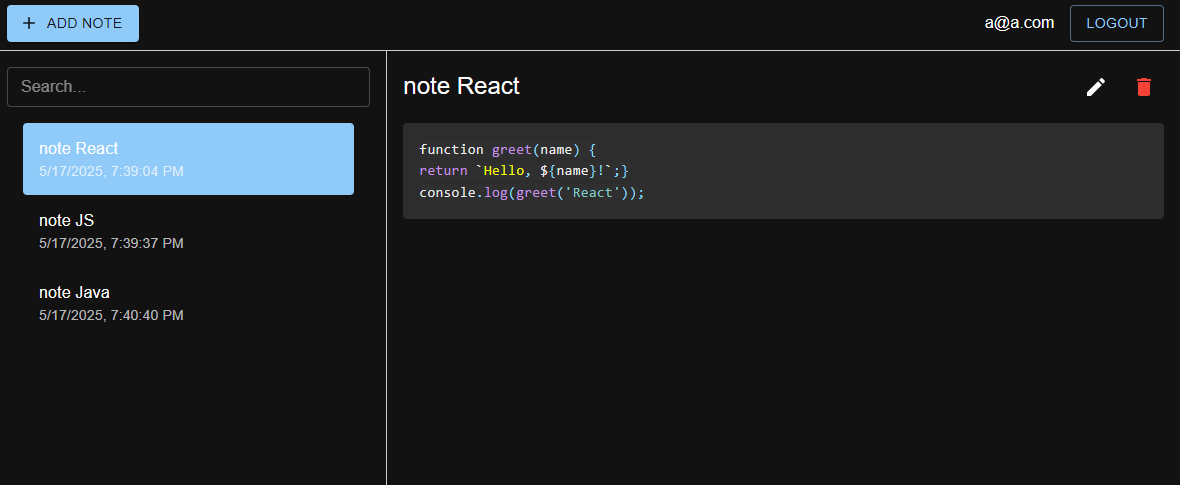 + ADD NOTE
a@a.com
LOGOUT
Search...
note React
5/17/2025, 7:39:04 PM
note JS
5/17/2025, 7:39:37 PM
note Java
5/17/2025, 7:40:40 PM
note React
function greet(name) {
return `Hello, ${name}!`;}
console.log(greet('React'));